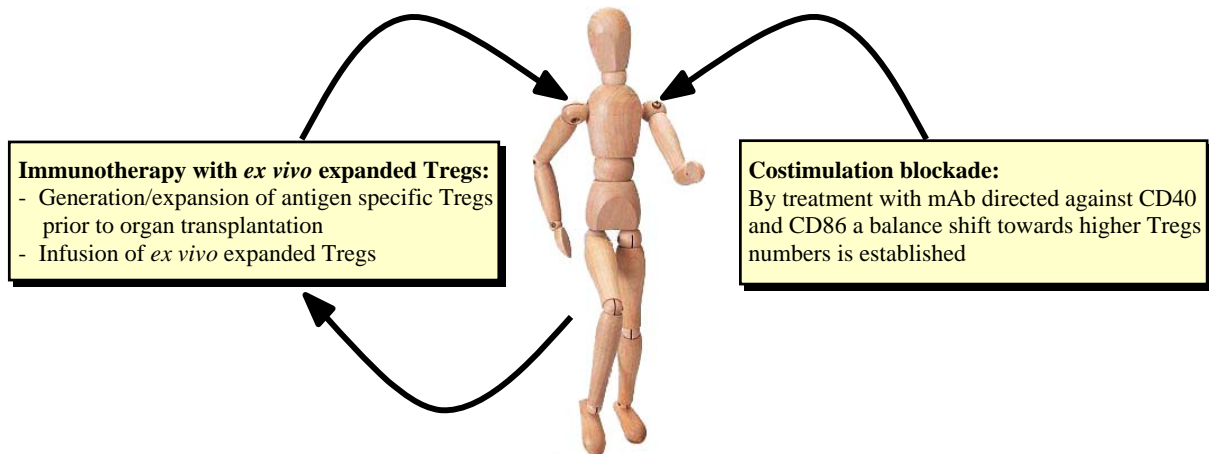 Immunotherapy with ex vivo expanded Tregs:
- Generation/expansion of antigen specific Tregs
prior to organ transplantation
- Infusion of ex vivo expanded Tregs
Costimulation blockade:
By treatment with mAb directed against CD40
and CD86 a balance shift towards higher Tregs
numbers is established